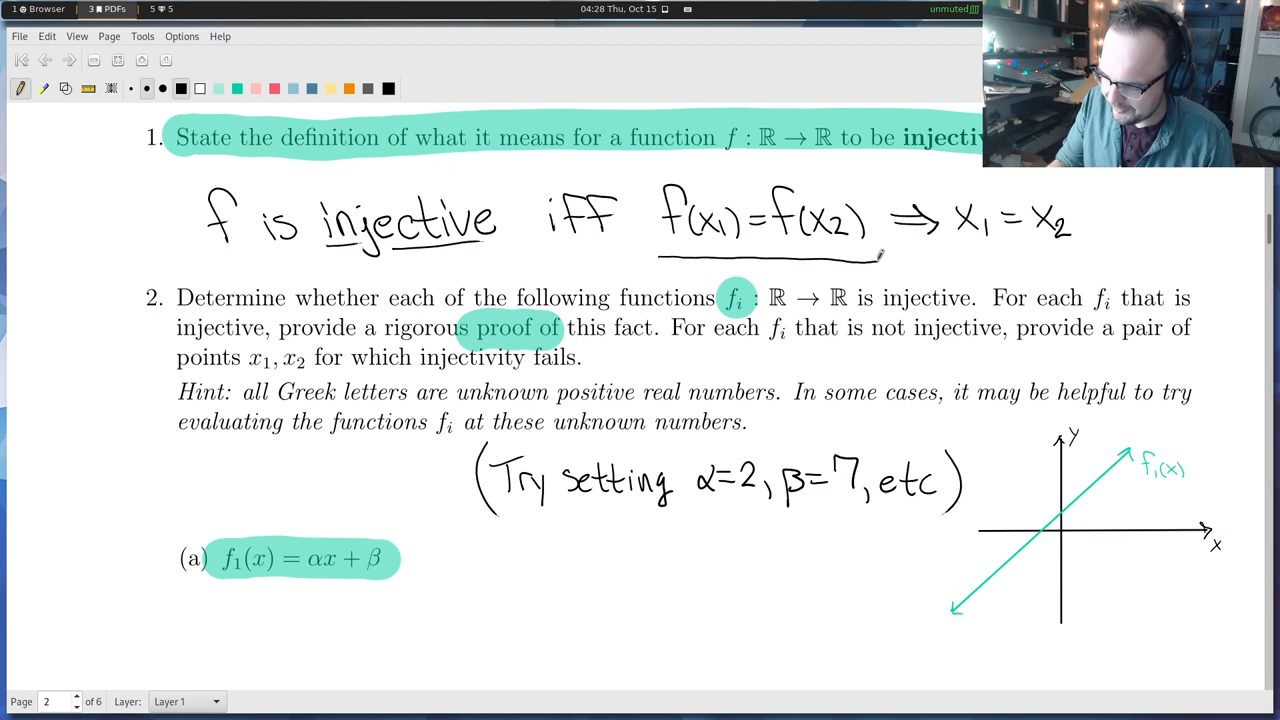 1 Browser 3 PDFs 5 5 04:28 Thu, Oct 15 unmuted
File Edit View Page Tools Options Help
1. State the definition of what it means for a function f : ℝ → ℝ to be injecti
f is injective iff f(x₁)=f(x₂) ⇒ x₁ = x₂
2. Determine whether each of the following functions fᵢ : ℝ → ℝ is injective. For each fᵢ that is
injective, provide a rigorous proof of this fact. For each fᵢ that is not injective, provide a pair of
points x₁, x₂ for which injectivity fails.
Hint: all Greek letters are unknown positive real numbers. In some cases, it may be helpful to try
evaluating the functions fᵢ at these unknown numbers.
(Try setting α=2, β=7, etc)
y
f₁(x)
x
(a) f₁(x) = αx + β
Page 2 of 6 Layer: Layer 1